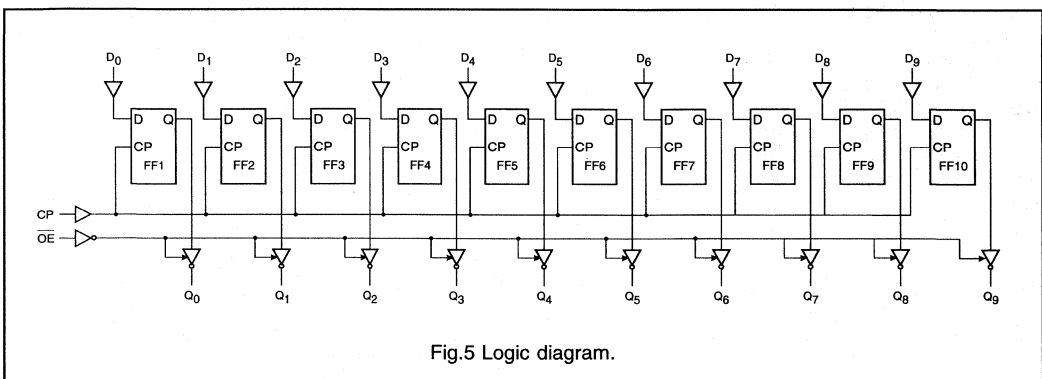 D0 D1 D2 D3 D4 D5 D6 D7 D8 D9
D Q D Q D Q D Q D Q D Q D Q D Q D Q D Q
CP CP CP CP CP CP CP CP CP CP
FF1 FF2 FF3 FF4 FF5 FF6 FF7 FF8 FF9 FF10
CP
O̅E̅
Q0 Q1 Q2 Q3 Q4 Q5 Q6 Q7 Q8 Q9
Fig.5 Logic diagram.